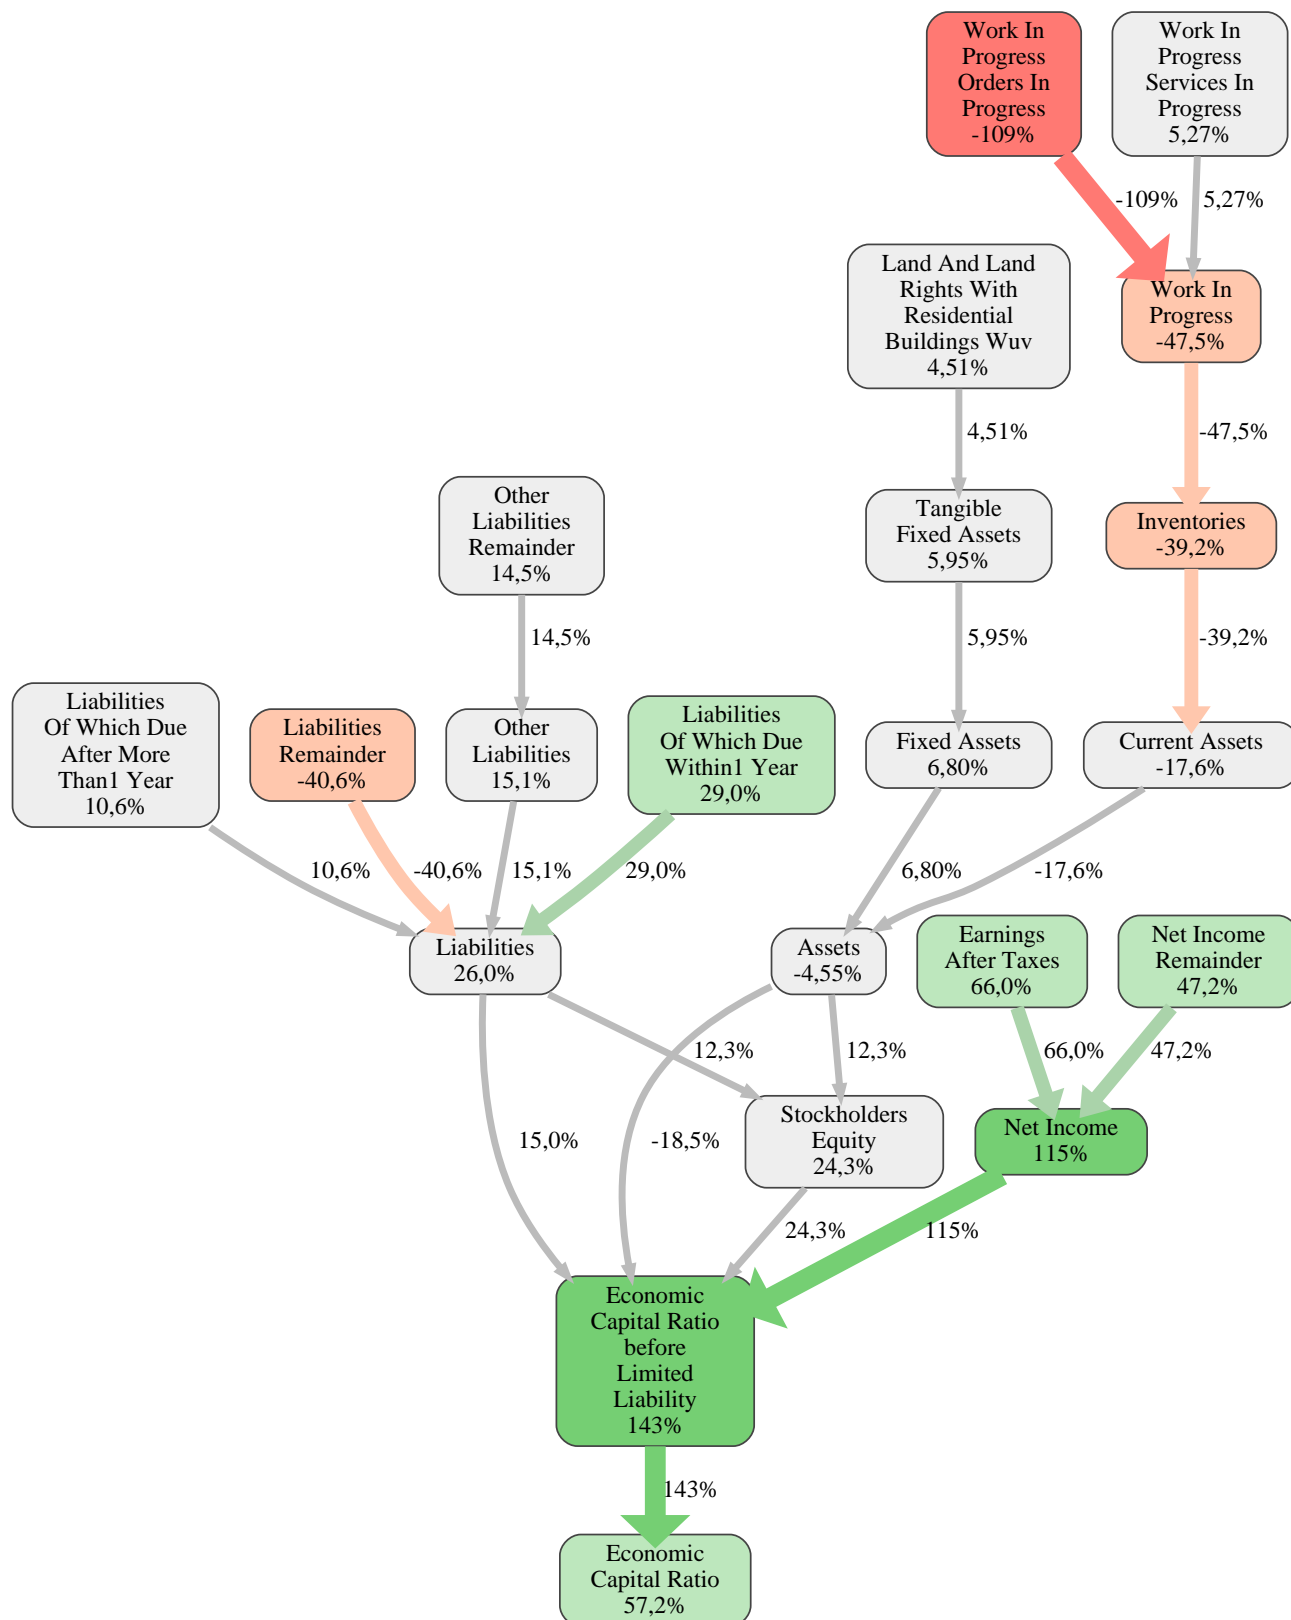 Work In
Progress
Orders In
Progress
-109%
Work In
Progress
Services In
Progress
5,27%
-109%
5,27%
Land And Land
Rights With
Residential
Buildings Wuv
4,51%
Work In
Progress
-47,5%
4,51%
-47,5%
Other
Liabilities
Remainder
14,5%
Tangible
Fixed Assets
5,95%
Inventories
-39,2%
14,5%
5,95%
-39,2%
Liabilities
Of Which Due
After More
Than1 Year
10,6%
Liabilities
Remainder
-40,6%
Other
Liabilities
15,1%
Liabilities
Of Which Due
Within1 Year
29,0%
Fixed Assets
6,80%
Current Assets
-17,6%
10,6%
-40,6%
15,1%
29,0%
6,80%
-17,6%
Liabilities
26,0%
Assets
-4,55%
Earnings
After Taxes
66,0%
Net Income
Remainder
47,2%
12,3%
12,3%
66,0%
47,2%
15,0%
-18,5%
Stockholders
Equity
24,3%
Net Income
115%
24,3%
115%
Economic
Capital Ratio
before
Limited
Liability
143%
143%
Economic
Capital Ratio
57,2%